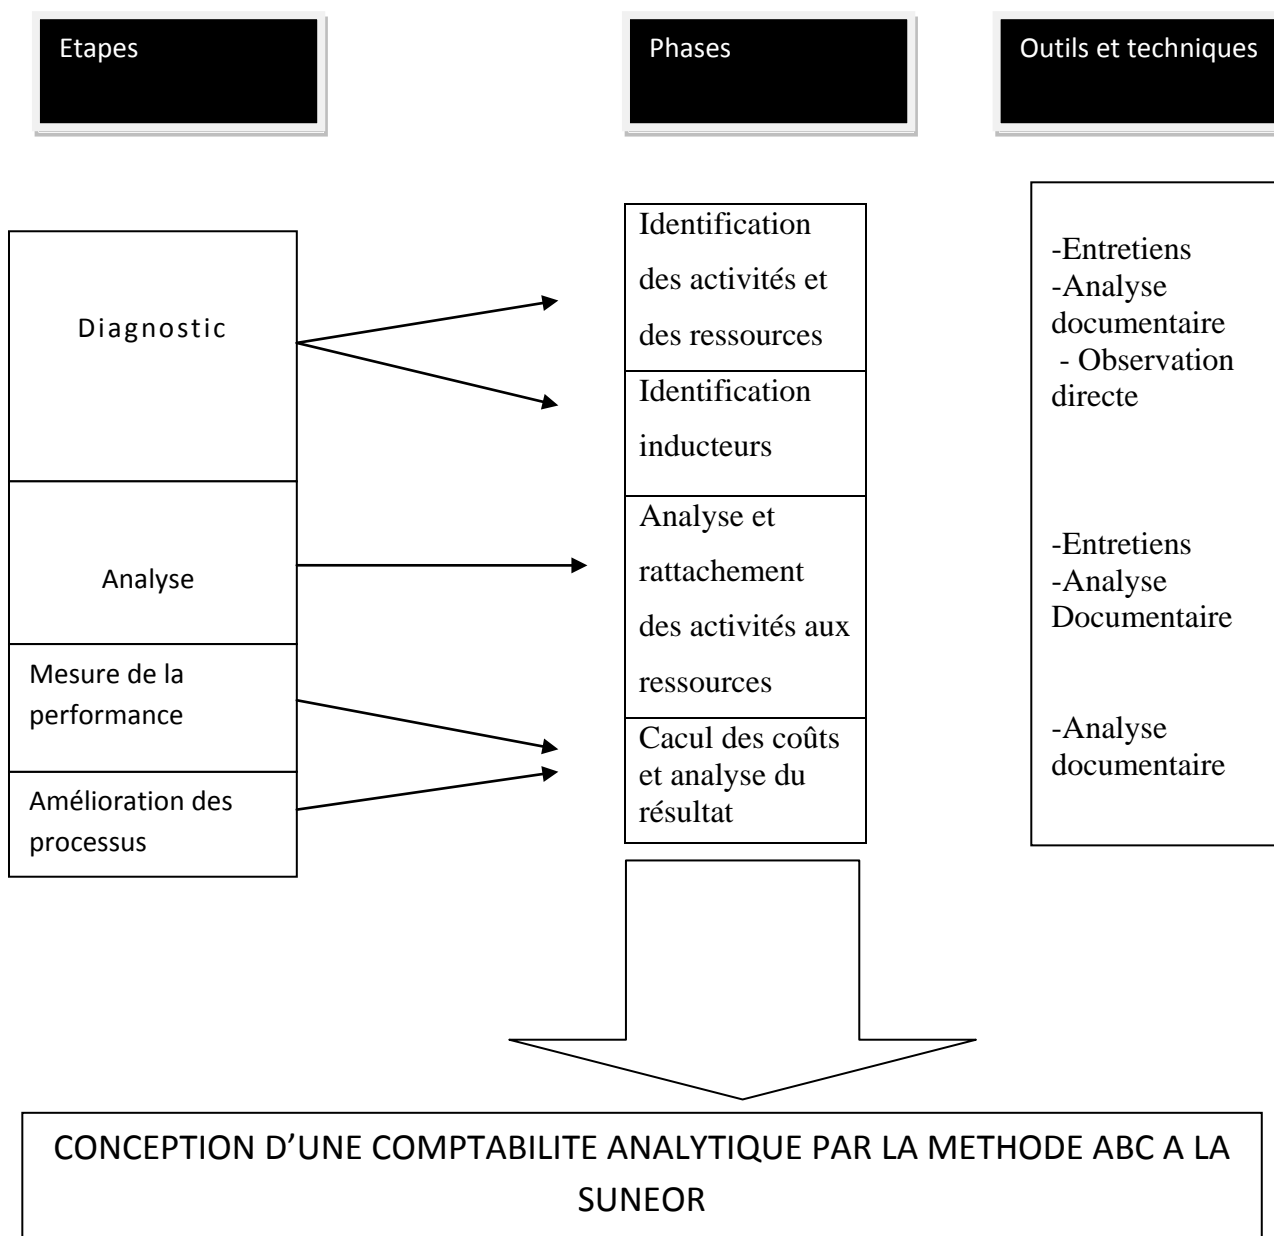 Etapes
Phases
Outils et techniques
Diagnostic
Analyse
Mesure de la
performance
Amélioration des
processus
Identification
des activités et
des ressources
Identification
inducteurs
Analyse et
rattachement
des activités aux
ressources
Cacul des coûts
et analyse du
résultat
-Entretiens
-Analyse
documentaire
- Observation
directe
-Entretiens
-Analyse
Documentaire
-Analyse
documentaire
CONCEPTION D’UNE COMPTABILITE ANALYTIQUE PAR LA METHODE ABC A LA
SUNEOR